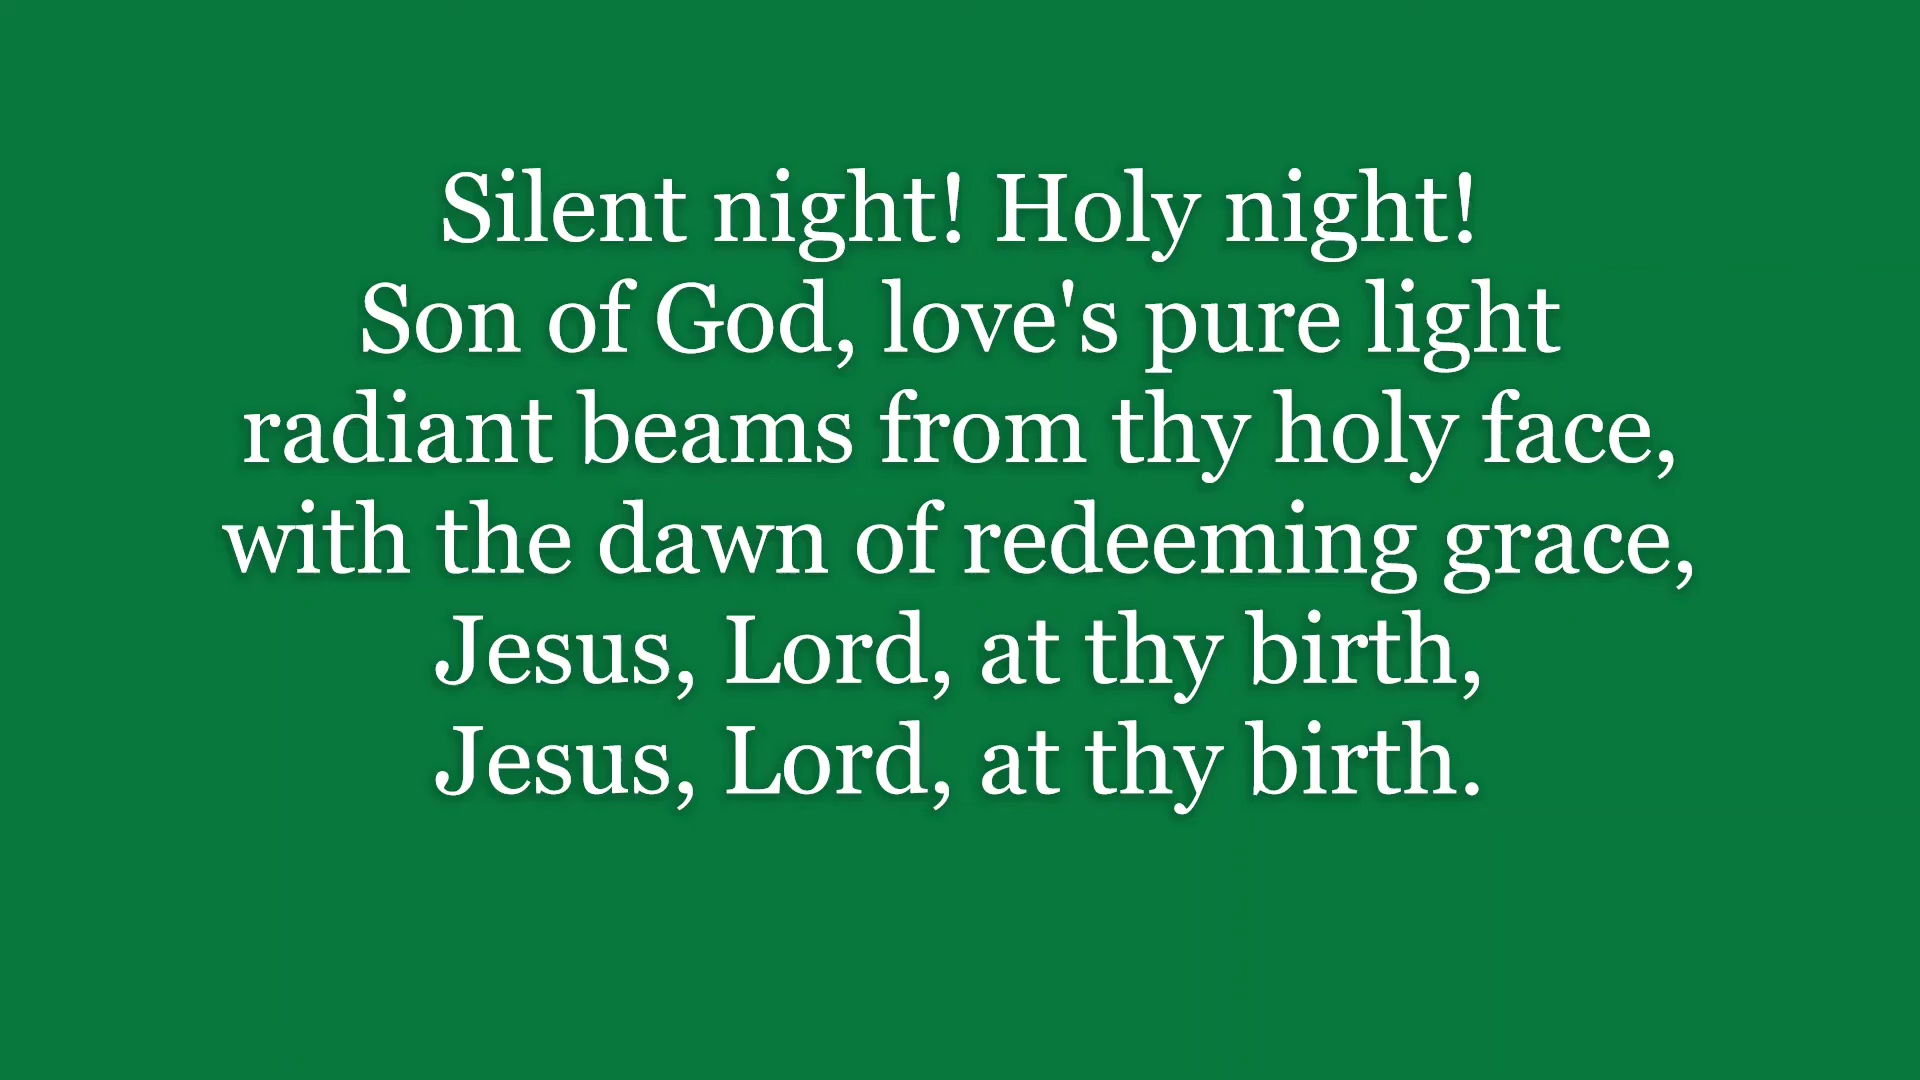 Silent night! Holy night!
Son of God, love's pure light
radiant beams from thy holy face,
with the dawn of redeeming grace,
Jesus, Lord, at thy birth,
Jesus, Lord, at thy birth.